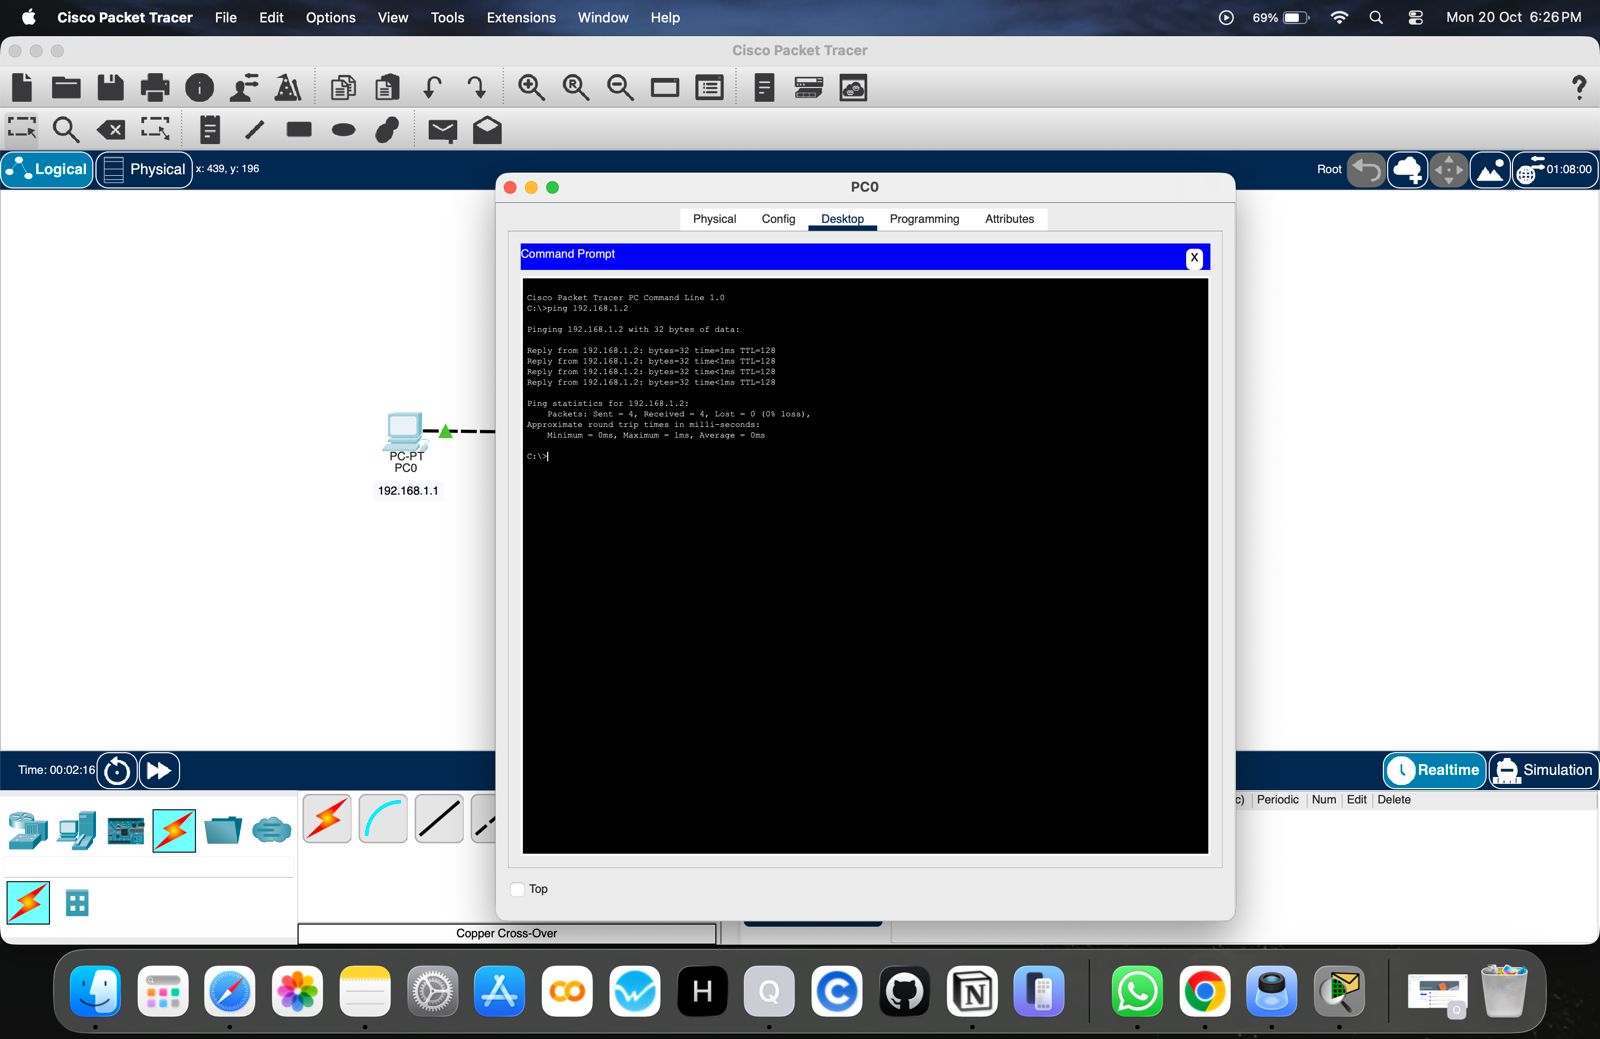 Cisco Packet Tracer File Edit Options View Tools Extensions Window Help 69% Mon 20 Oct 6:26 PM
Cisco Packet Tracer
R i ?
Logical Physical x: 439, y: 196 Root 01:08:00
PC0
Physical Config Desktop Programming Attributes
Command Prompt X
Cisco Packet Tracer PC Command Line 1.0
C:\>ping 192.168.1.2
Pinging 192.168.1.2 with 32 bytes of data:
Reply from 192.168.1.2: bytes=32 time=1ms TTL=128
Reply from 192.168.1.2: bytes=32 time<1ms TTL=128
Reply from 192.168.1.2: bytes=32 time<1ms TTL=128
Reply from 192.168.1.2: bytes=32 time<1ms TTL=128
Ping statistics for 192.168.1.2:
Packets: Sent = 4, Received = 4, Lost = 0 (0% loss),
Approximate round trip times in milli-seconds:
Minimum = 0ms, Maximum = 1ms, Average = 0ms
C:\>
PC-PT
PC0
192.168.1.1
Time: 00:02:16 Realtime Simulation
c) Periodic Num Edit Delete
Top
Copper Cross-Over
H Q C N Q